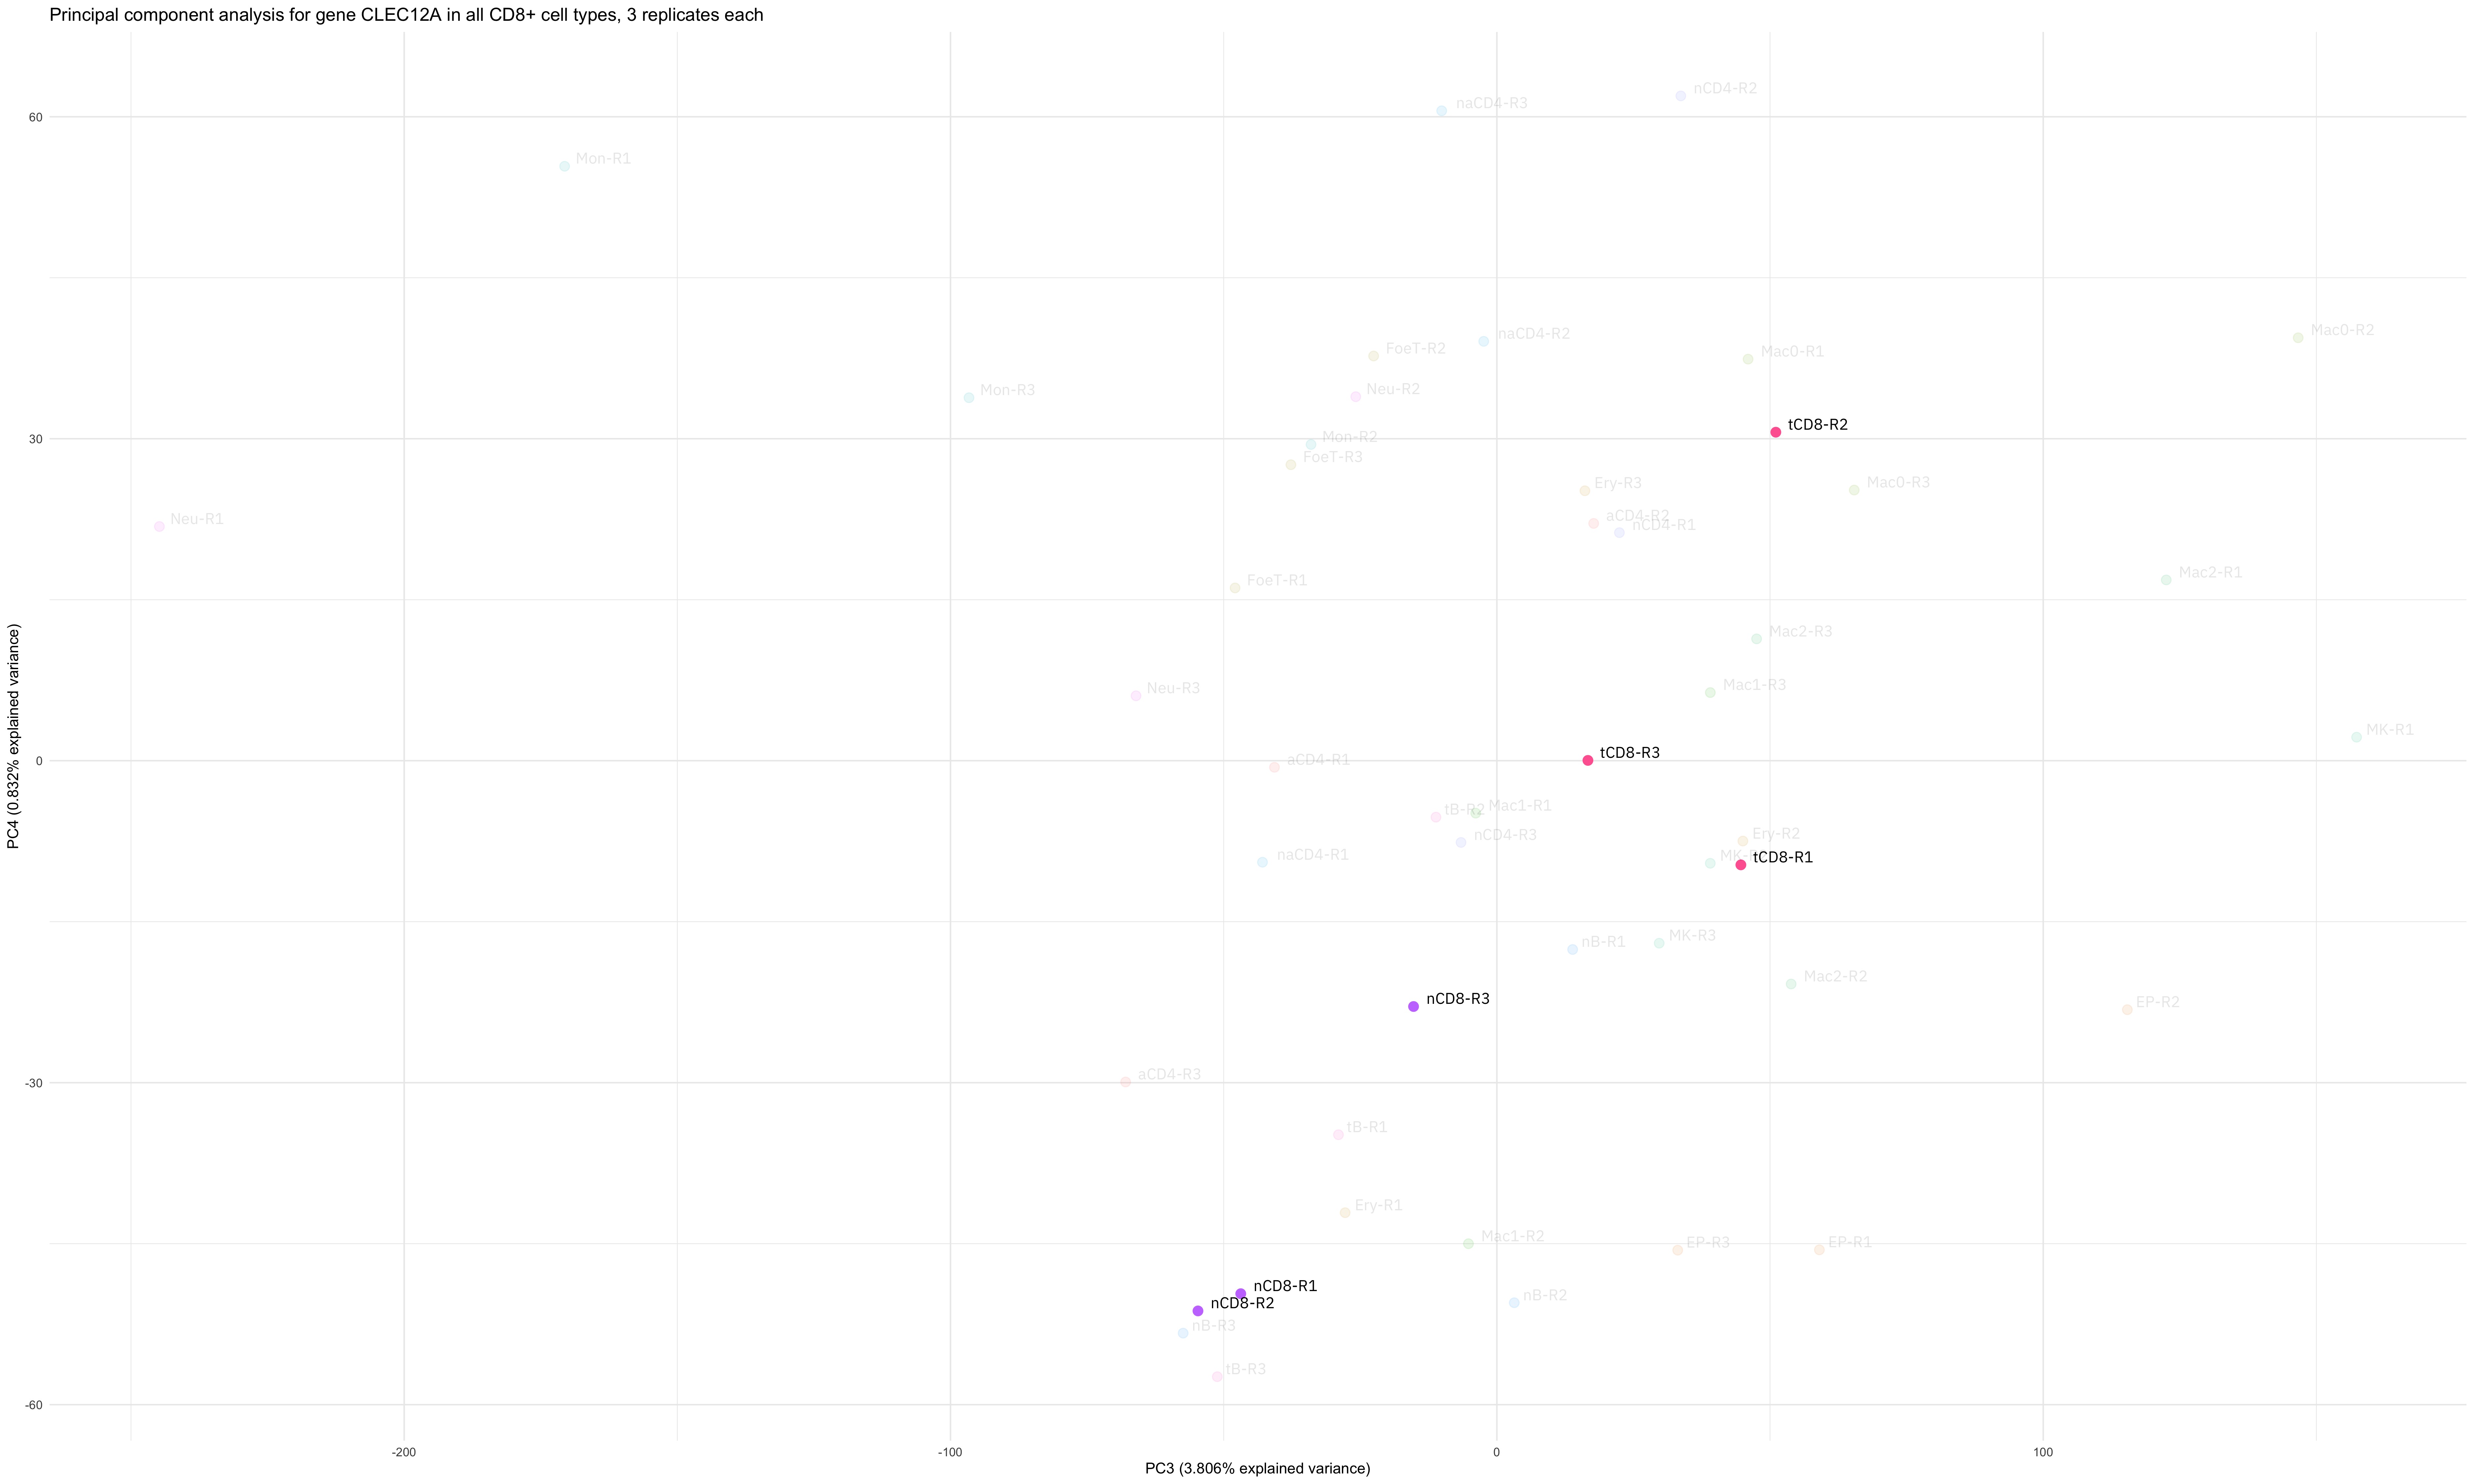 Principal component analysis for gene CLEC12A in all CD8+ cell types, 3 replicates each
nCD4-R2
naCD4-R3
60
Mon-R1
Mac0-R2
naCD4-R2
FoeT-R2
Mac0-R1
Mon-R3
Neu-R2
tCD8-R2
30
Mon-R2
FoeT-R3
Ery-R3
Mac0-R3
Neu-R1
aCD4-R2
nCD4-R1
FoeT-R1
Mac2-R1
Mac2-R3
Neu-R3
Mac1-R3
MK-R1
tCD8-R3
0
aCD4-R1
tB-R2
Mac1-R1
nCD4-R3
Ery-R2
naCD4-R1
tCD8-R1
nB-R1
MK-R3
Mac2-R2
nCD8-R3
EP-R2
-30
aCD4-R3
tB-R1
Ery-R1
Mac1-R2
EP-R3
EP-R1
nCD8-R1
nB-R2
nCD8-R2
nB-R3
tB-R3
-60
-200
-100
0
100
PC3 (3.806% explained variance)
PC4 (0.832% explained variance)